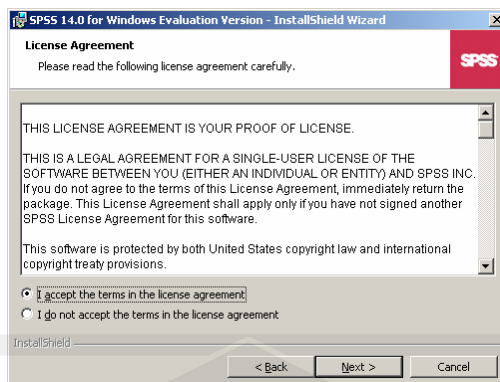 SPSS 14.0 for Windows Evaluation Version - InstallShield Wizard
License Agreement
Please read the following license agreement carefully.
SPSS
THIS LICENSE AGREEMENT IS YOUR PROOF OF LICENSE.
THIS IS A LEGAL AGREEMENT FOR A SINGLE-USER LICENSE OF THE
SOFTWARE BETWEEN YOU (EITHER AN INDIVIDUAL OR ENTITY) AND SPSS INC.
If you do not agree to the terms of this License Agreement, immediately return the
package. This License Agreement shall apply only if you have not signed another
SPSS License Agreement for this software.
This software is protected by both United States copyright law and international
copyright treaty provisions.
I accept the terms in the license agreement
I do not accept the terms in the license agreement
InstallShield
< Back
Next >
Cancel